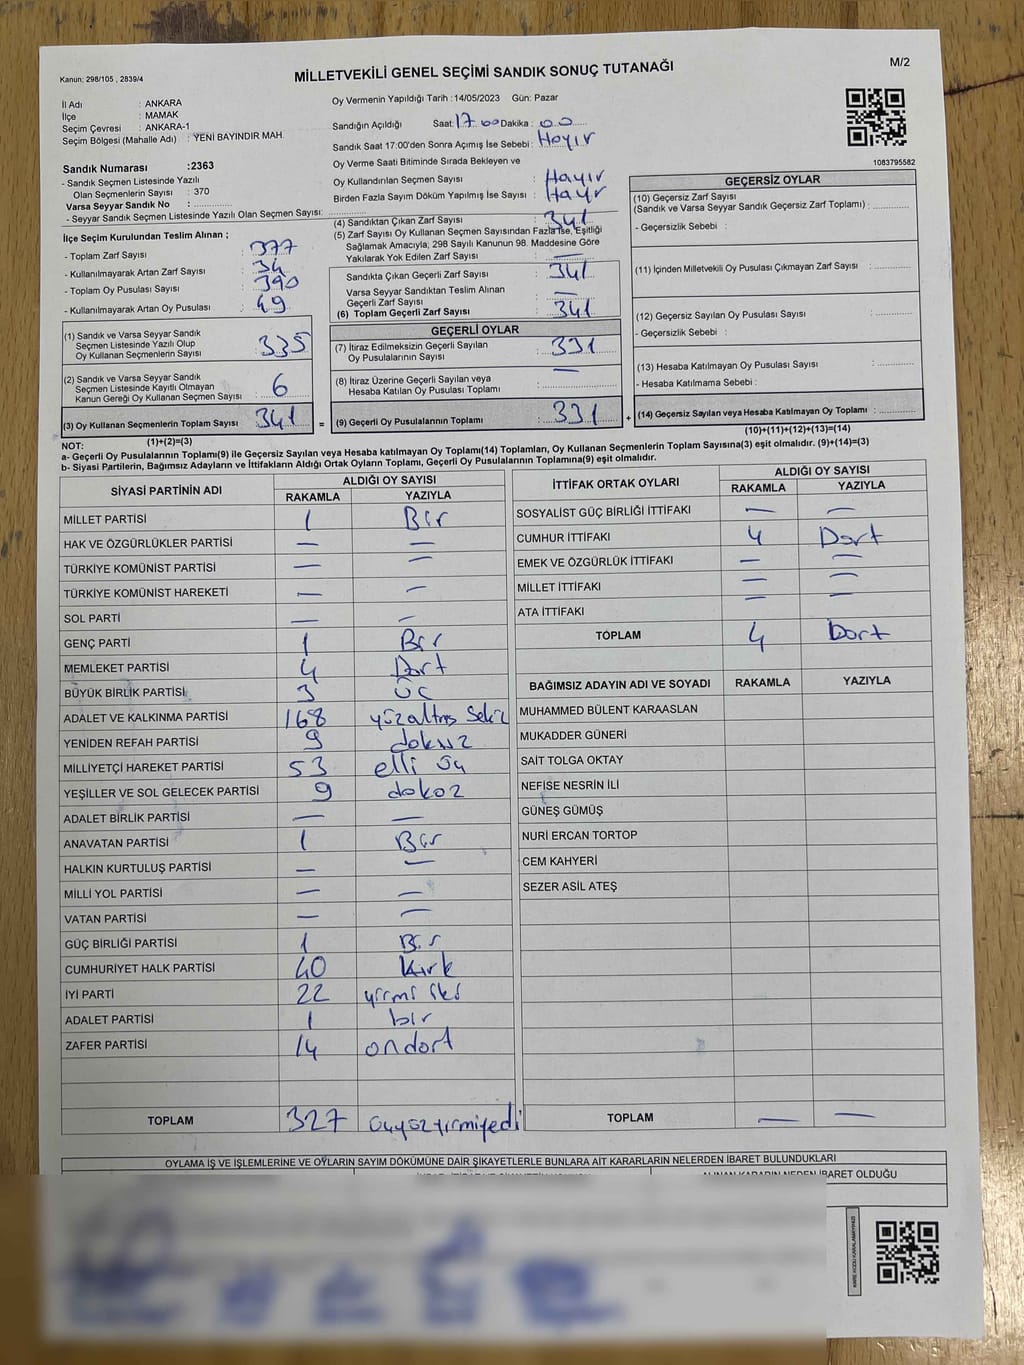 Kanun: 298/105 , 2839/4
MİLLETVEKİLİ GENEL SEÇİMİ SANDIK SONUÇ TUTANAĞI
M/2
İl Adı : ANKARA
İlçe : MAMAK
Seçim Çevresi : ANKARA-1
Seçim Bölgesi (Mahalle Adı) : YENİ BAYINDIR MAH.
Oy Vermenin Yapıldığı Tarih : 14/05/2023 Gün: Pazar
Sandığın Açıldığı Saat: 17.00 Dakika : 00
Sandık Saat 17:00'den Sonra Açımış İse Sebebi : Hayır
Oy Verme Saati Bitiminde Sırada Bekleyen ve
Oy Kullandırılan Seçmen Sayısı : Hayır
Birden Fazla Sayım Döküm Yapılmış İse Sayısı : Hayır
1083795582
Sandık Numarası :2363
- Sandık Seçmen Listesinde Yazılı
Olan Seçmenlerin Sayısı : 370
Varsa Seyyar Sandık No :
- Seyyar Sandık Seçmen Listesinde Yazılı Olan Seçmen Sayısı:
İlçe Seçim Kurulundan Teslim Alınan ;
- Toplam Zarf Sayısı : 377
- Kullanılmayarak Artan Zarf Sayısı : 34
- Toplam Oy Pusulası Sayısı : 390
- Kullanılmayarak Artan Oy Pusulası : 49
(1) Sandık ve Varsa Seyyar Sandık
Seçmen Listesinde Yazılı Olup
Oy Kullanan Seçmenlerin Sayısı : 335
(2) Sandık ve Varsa Seyyar Sandık
Seçmen Listesinde Kayıtlı Olmayan
Kanun Gereği Oy Kullanan Seçmen Sayısı : 6
(3) Oy Kullanan Seçmenlerin Toplam Sayısı : 341
(1)+(2)=(3)
(4) Sandıktan Çıkan Zarf Sayısı : 341
(5) Zarf Sayısı Oy Kullanan Seçmen Sayısından Fazla İse, Eşitliği
Sağlamak Amacıyla; 298 Sayılı Kanunun 98. Maddesine Göre
Yakılarak Yok Edilen Zarf Sayısı : —
Sandıkta Çıkan Geçerli Zarf Sayısı : 341
Varsa Seyyar Sandıktan Teslim Alınan
Geçerli Zarf Sayısı : —
(6) Toplam Geçerli Zarf Sayısı : 341
GEÇERLİ OYLAR
(7) İtiraz Edilmeksizin Geçerli Sayılan
Oy Pusulalarının Sayısı : 331
(8) İtiraz Üzerine Geçerli Sayılan veya
Hesaba Katılan Oy Pusulası Toplamı : —
= (9) Geçerli Oy Pusulalarının Toplamı : 331 +
GEÇERSİZ OYLAR
(10) Geçersiz Zarf Sayısı
(Sandık ve Varsa Seyyar Sandık Geçersiz Zarf Toplamı) :
- Geçersizlik Sebebi :
(11) İçinden Milletvekili Oy Pusulası Çıkmayan Zarf Sayısı :
(12) Geçersiz Sayılan Oy Pusulası Sayısı :
- Geçersizlik Sebebi :
(13) Hesaba Katılmayan Oy Pusulası Sayısı :
- Hesaba Katılmama Sebebi :
(14) Geçersiz Sayılan veya Hesaba Katılmayan Oy Toplamı :
(10)+(11)+(12)+(13)=(14)
NOT:
a- Geçerli Oy Pusulalarının Toplamı(9) ile Geçersiz Sayılan veya Hesaba katılmayan Oy Toplamı(14) Toplamları, Oy Kullanan Seçmenlerin Toplam Sayısına(3) eşit olmalıdır. (9)+(14)=(3)
b- Siyasi Partilerin, Bağımsız Adayların ve İttifakların Aldığı Ortak Oyların Toplamı, Geçerli Oy Pusulalarının Toplamına(9) eşit olmalıdır.
SİYASİ PARTİNİN ADI ALDIĞI OY SAYISI
RAKAMLA YAZIYLA
MİLLET PARTİSİ 1 Bir
HAK VE ÖZGÜRLÜKLER PARTİSİ — —
TÜRKİYE KOMÜNİST PARTİSİ — —
TÜRKİYE KOMÜNİST HAREKETİ — —
SOL PARTİ — —
GENÇ PARTİ 1 Bir
MEMLEKET PARTİSİ 4 Dort
BÜYÜK BİRLİK PARTİSİ 3 ÜC
ADALET VE KALKINMA PARTİSİ 168 yüzaltmş Sekiz
YENİDEN REFAH PARTİSİ 9 dokuz
MİLLİYETÇİ HAREKET PARTİSİ 53 elli üç
YEŞİLLER VE SOL GELECEK PARTİSİ 9 dokoz
ADALET BİRLİK PARTİSİ — —
ANAVATAN PARTİSİ 1 Bir
HALKIN KURTULUŞ PARTİSİ — —
MİLLİ YOL PARTİSİ — —
VATAN PARTİSİ — —
GÜÇ BİRLİĞİ PARTİSİ 1 Bir
CUMHURİYET HALK PARTİSİ 40 Kırk
İYİ PARTİ 22 yirmi iki
ADALET PARTİSİ 1 bir
ZAFER PARTİSİ 14 ondort
TOPLAM 327 üçyüzyirmiyedi
İTTİFAK ORTAK OYLARI ALDIĞI OY SAYISI
RAKAMLA YAZIYLA
SOSYALİST GÜÇ BİRLİĞİ İTTİFAKI — —
CUMHUR İTTİFAKI 4 Dort
EMEK VE ÖZGÜRLÜK İTTİFAKI — —
MİLLET İTTİFAKI — —
ATA İTTİFAKI — —
TOPLAM 4 Dort
BAĞIMSIZ ADAYIN ADI VE SOYADI RAKAMLA YAZIYLA
MUHAMMED BÜLENT KARAASLAN
MUKADDER GÜNERİ
SAİT TOLGA OKTAY
NEFİSE NESRİN İLİ
GÜNEŞ GÜMÜŞ
NURİ ERCAN TORTOP
CEM KAHYERİ
SEZER ASİL ATEŞ
TOPLAM — —
OYLAMA İŞ VE İŞLEMLERİNE VE OYLARIN SAYIM DÖKÜMÜNE DAİR ŞİKAYETLERLE BUNLARA AİT KARARLARIN NELERDEN İBARET BULUNDUKLARI
ALINAN KARARIN NEDEN İBARET OLDUĞU
KARE KODU KARALAMAYINIZ!